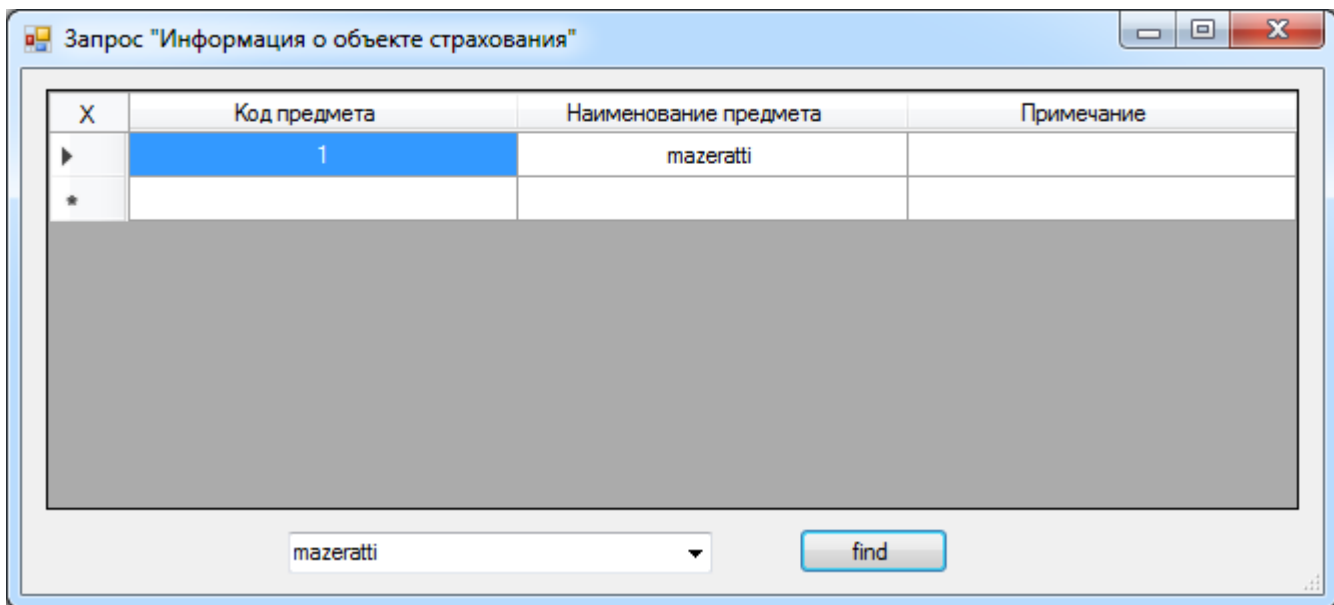 Запрос "Информация о объекте страхования"
X Код предмета Наименование предмета Примечание
1 mazeratti
*
mazeratti find